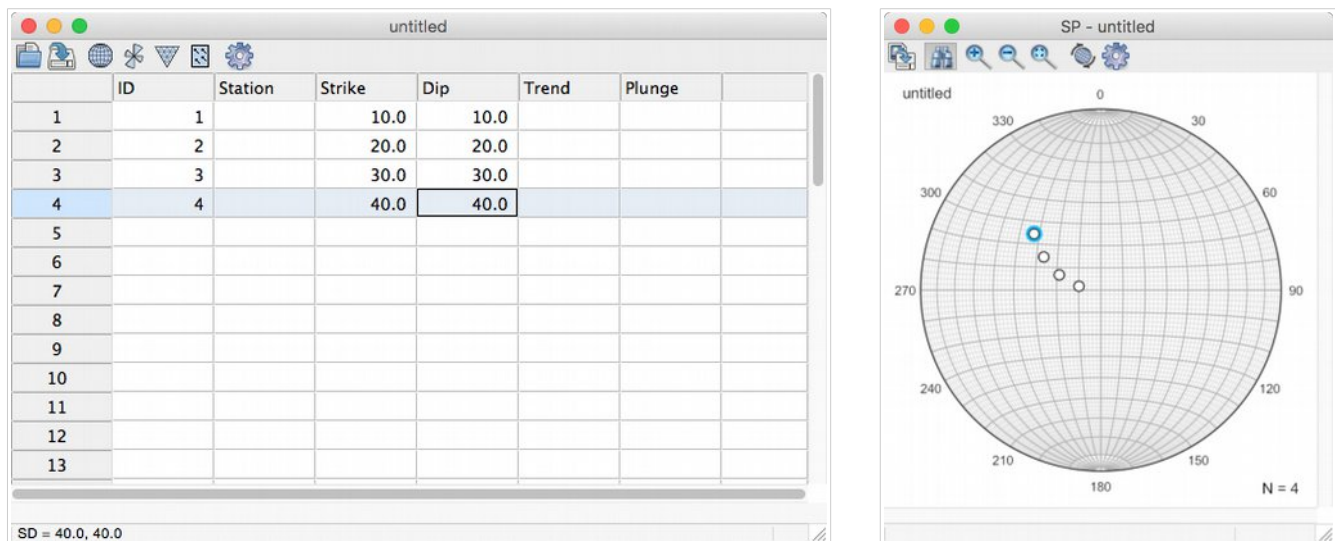 untitled
ID Station Strike Dip Trend Plunge
1 1 10.0 10.0
2 2 20.0 20.0
3 3 30.0 30.0
4 4 40.0 40.0
5
6
7
8
9
10
11
12
13
SD = 40.0, 40.0
SP - untitled
untitled
0
330 30
300 60
270 90
240 120
210 150
180
N = 4